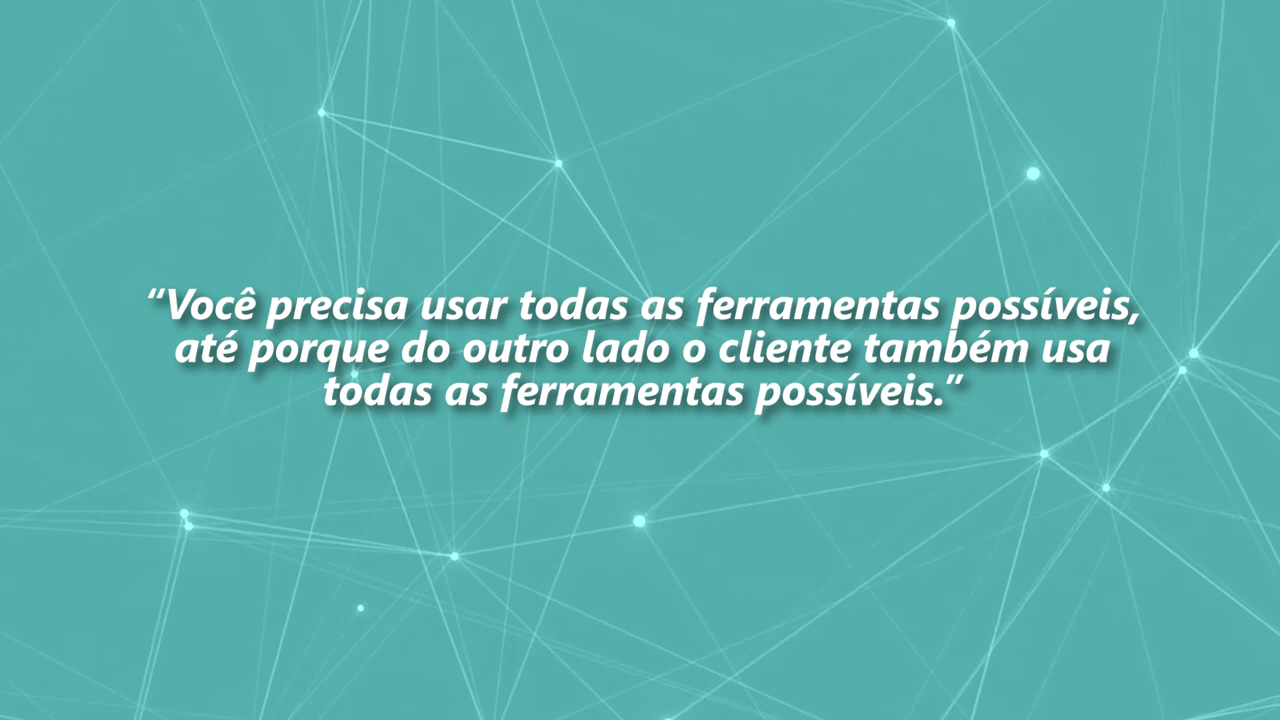 “Você precisa usar todas as ferramentas possíveis,
até porque do outro lado o cliente também usa
todas as ferramentas possíveis.”